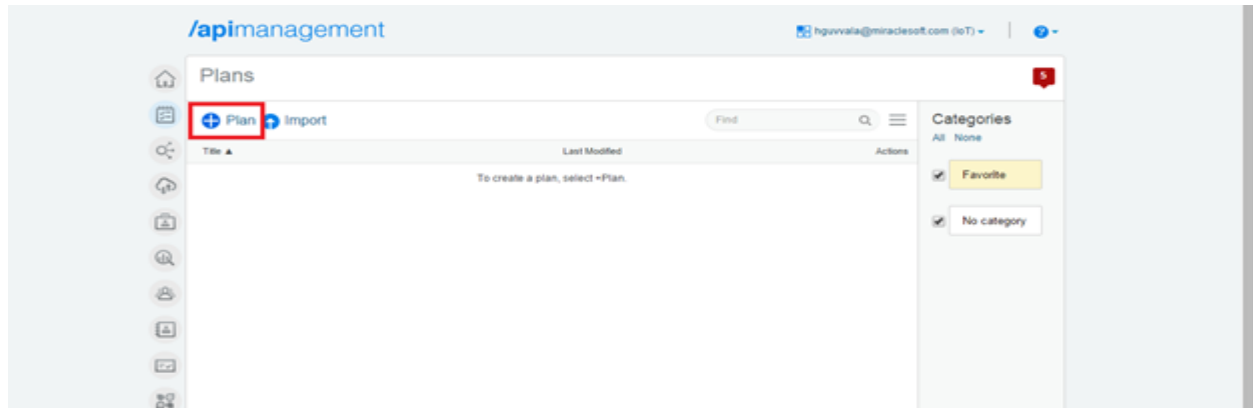 /apimanagement
hguvvala@miraclesoft.com (IoT)
?
Plans
5
Plan Import
Find
Categories
All None
Title ▲ Last Modified Actions
To create a plan, select +Plan.
Favorite
No category